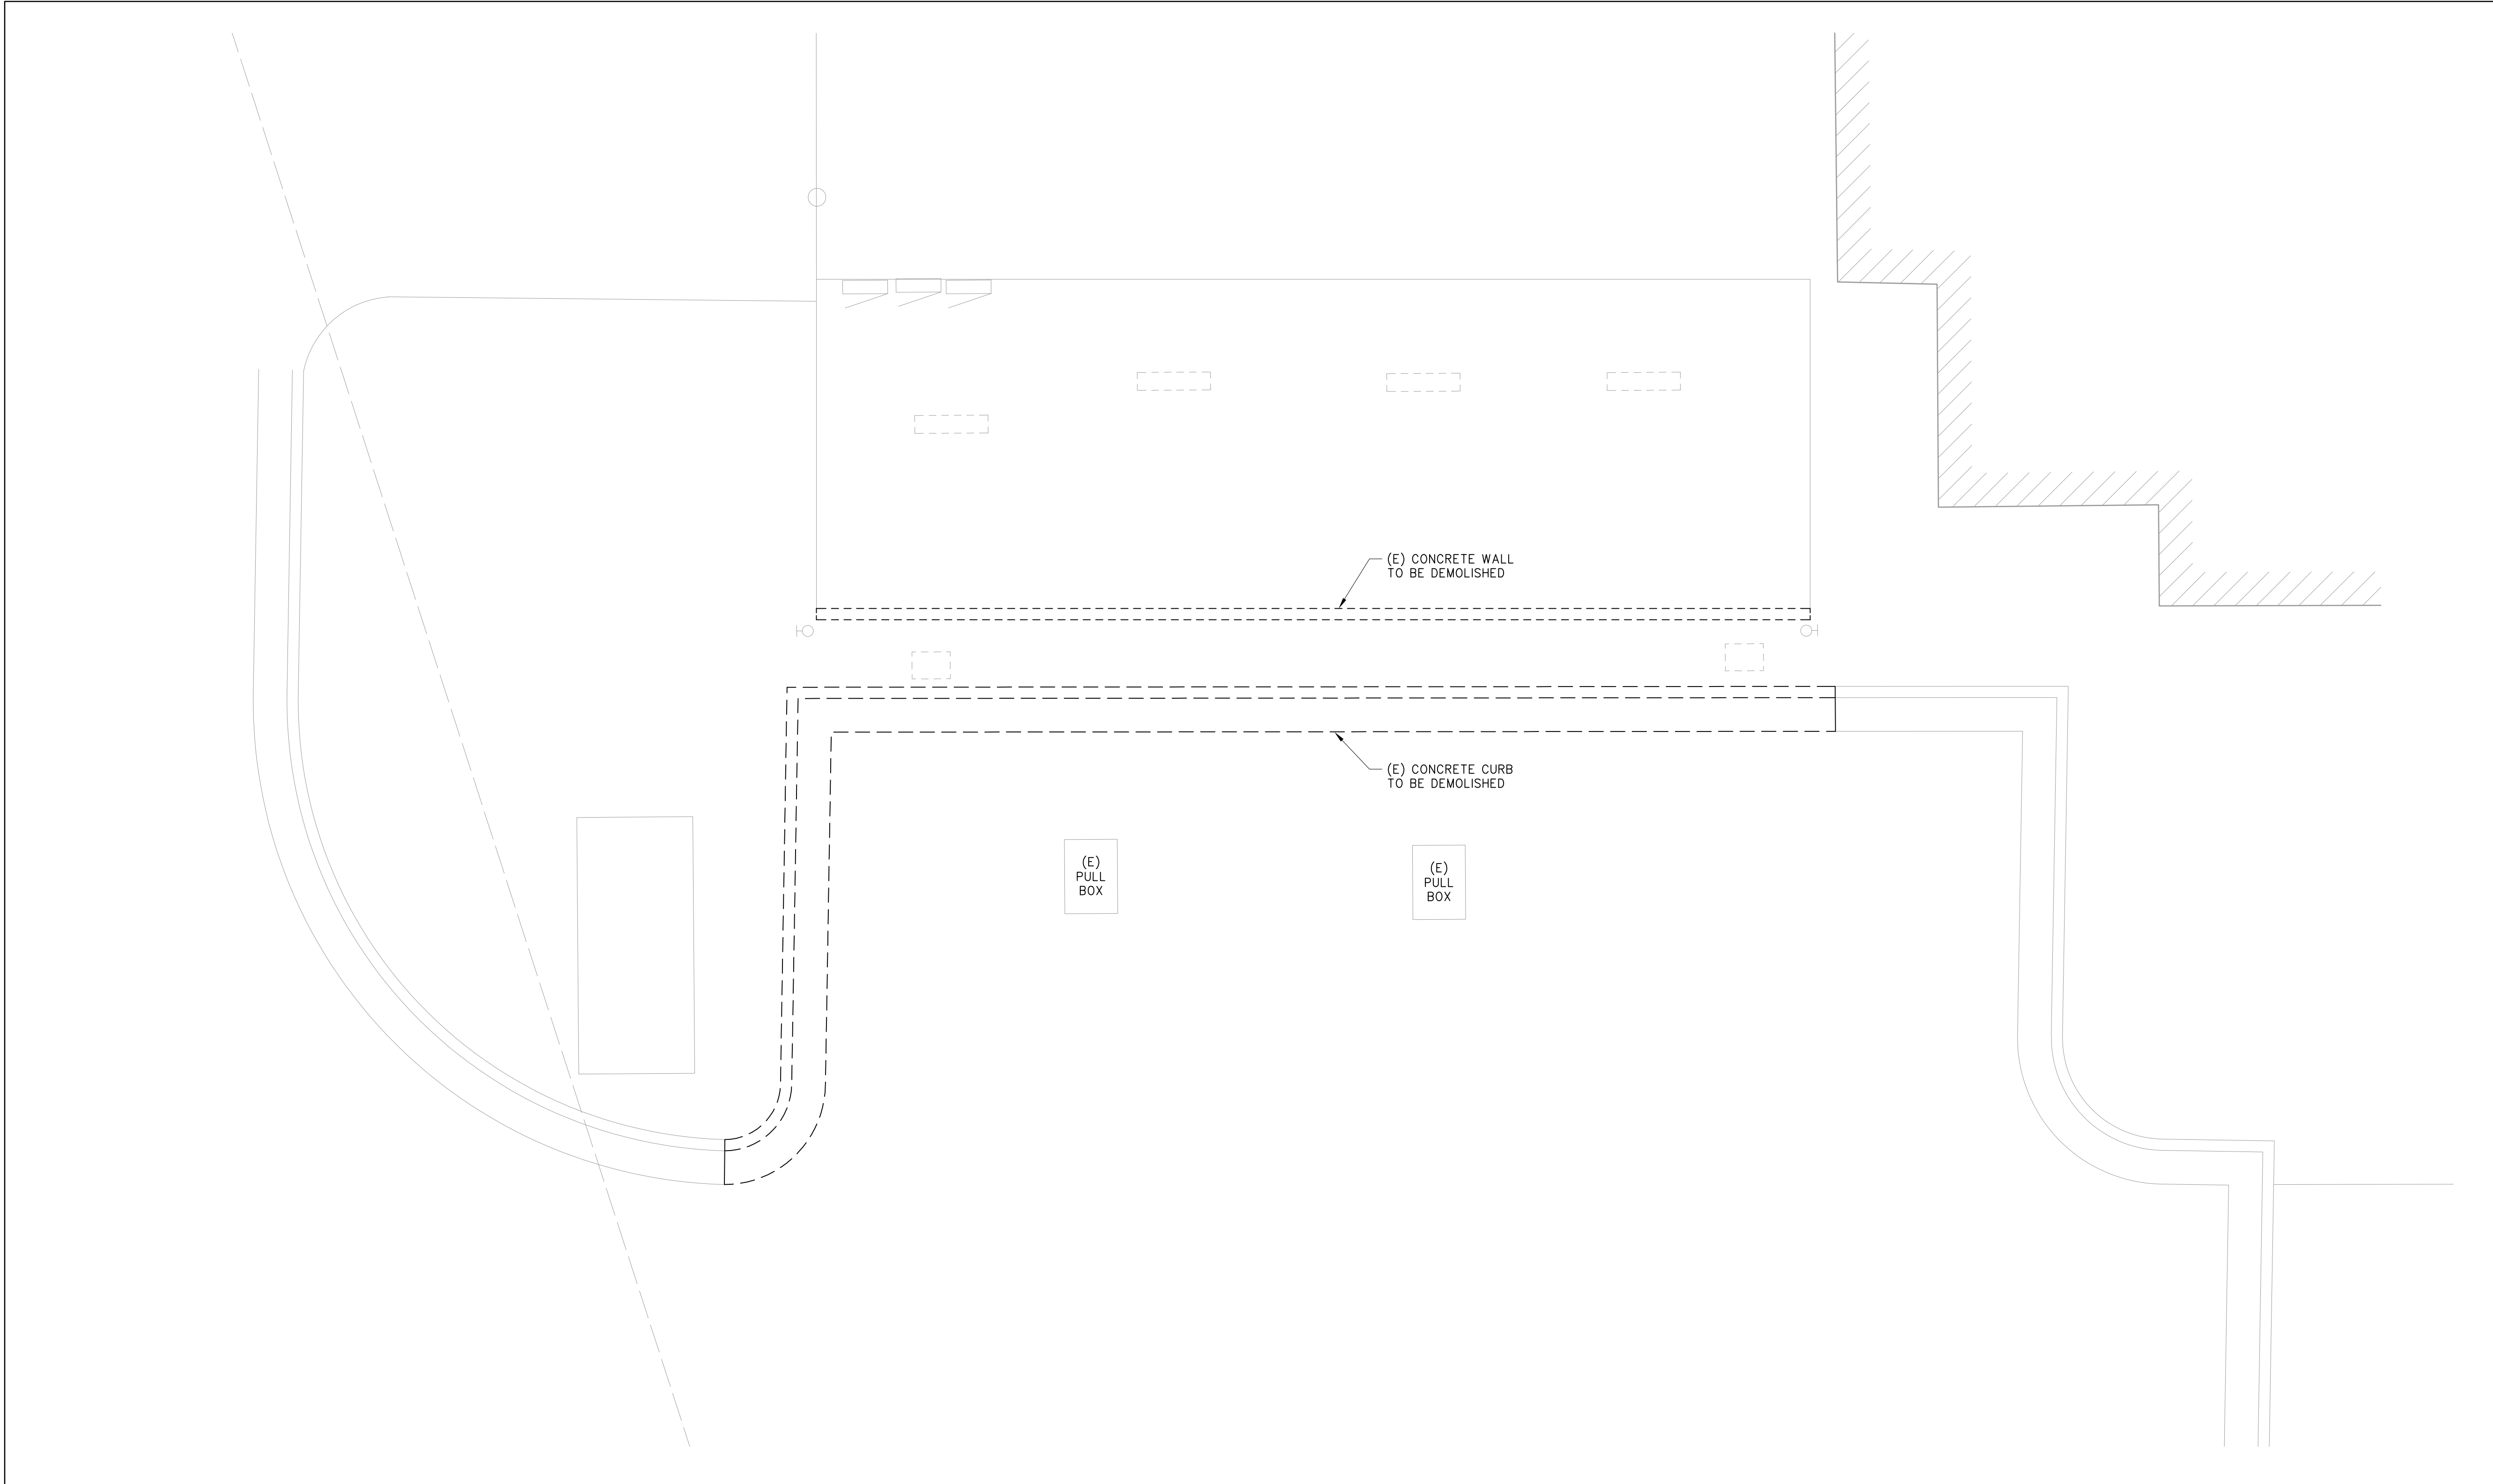 (E) CONCRETE WALL
TO BE DEMOLISHED
(E) CONCRETE CURB
TO BE DEMOLISHED
(E)
PULL
BOX
(E)
PULL
BOX